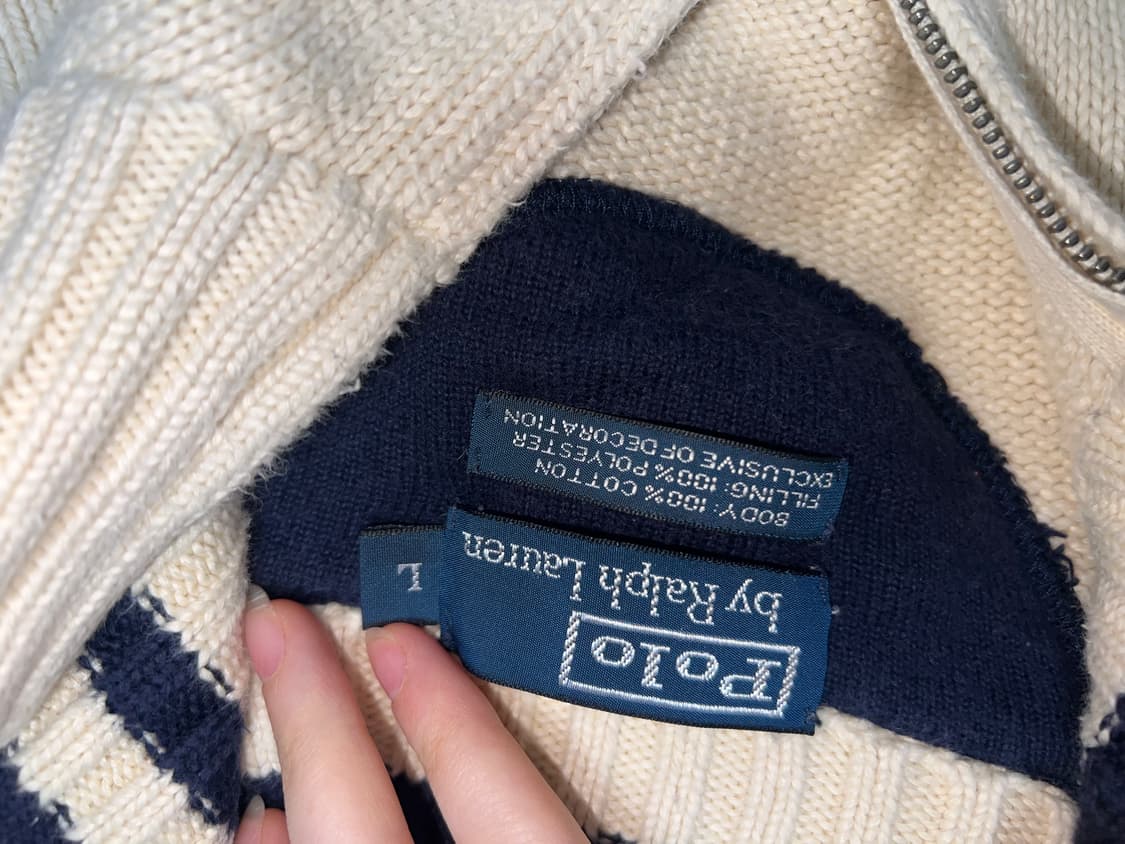 Polo
by Ralph Lauren
L
BODY: 100% COTTON
FILLING: 100% POLYESTER
EXCLUSIVE OF DECORATION